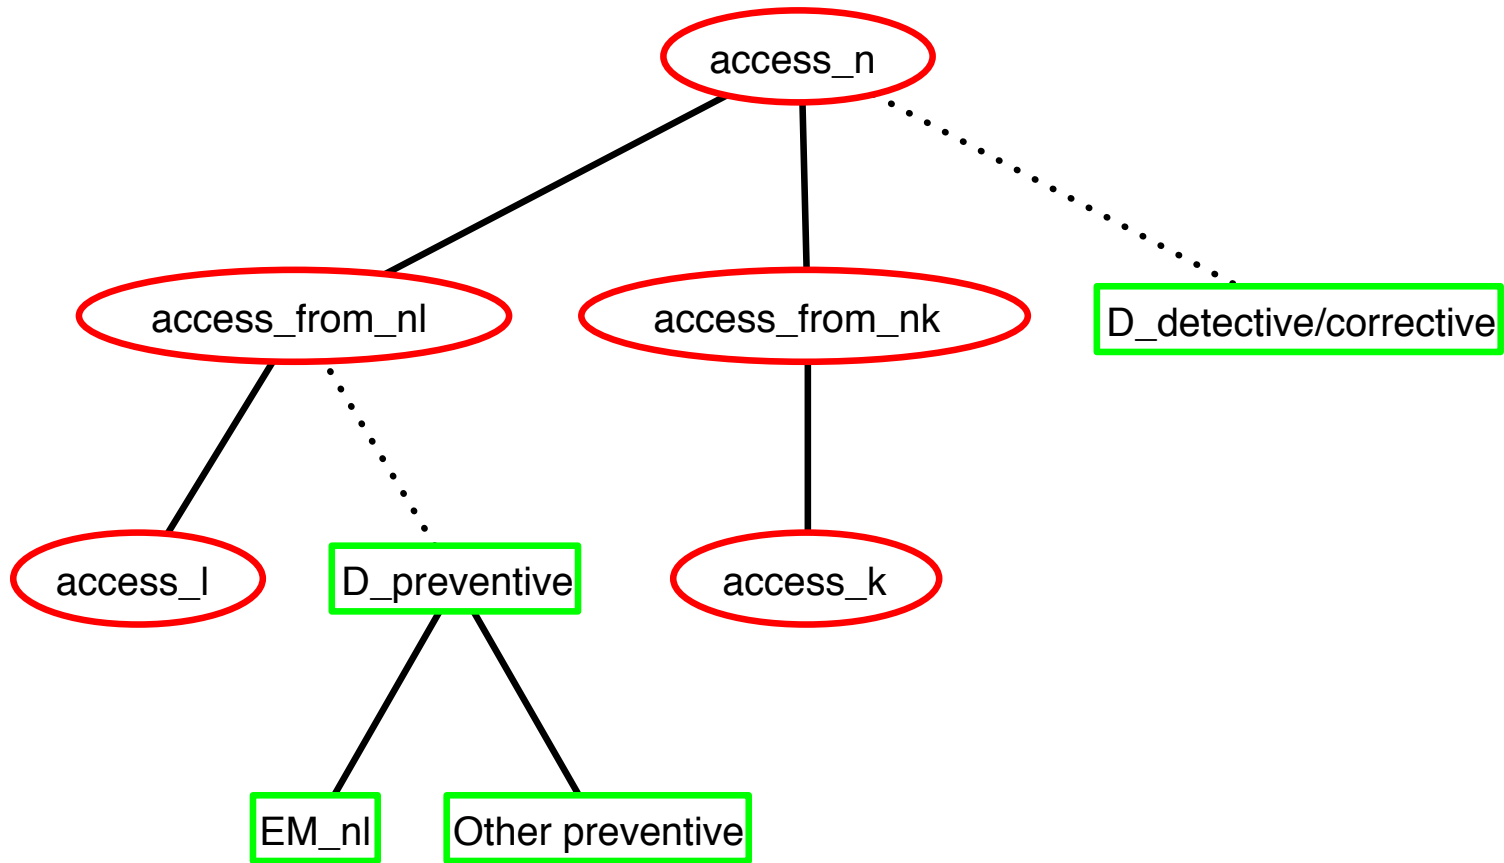 access_n
access_from_nl
access_from_nk
D_detective/corrective
access_l
D_preventive
access_k
EM_nl
Other preventive